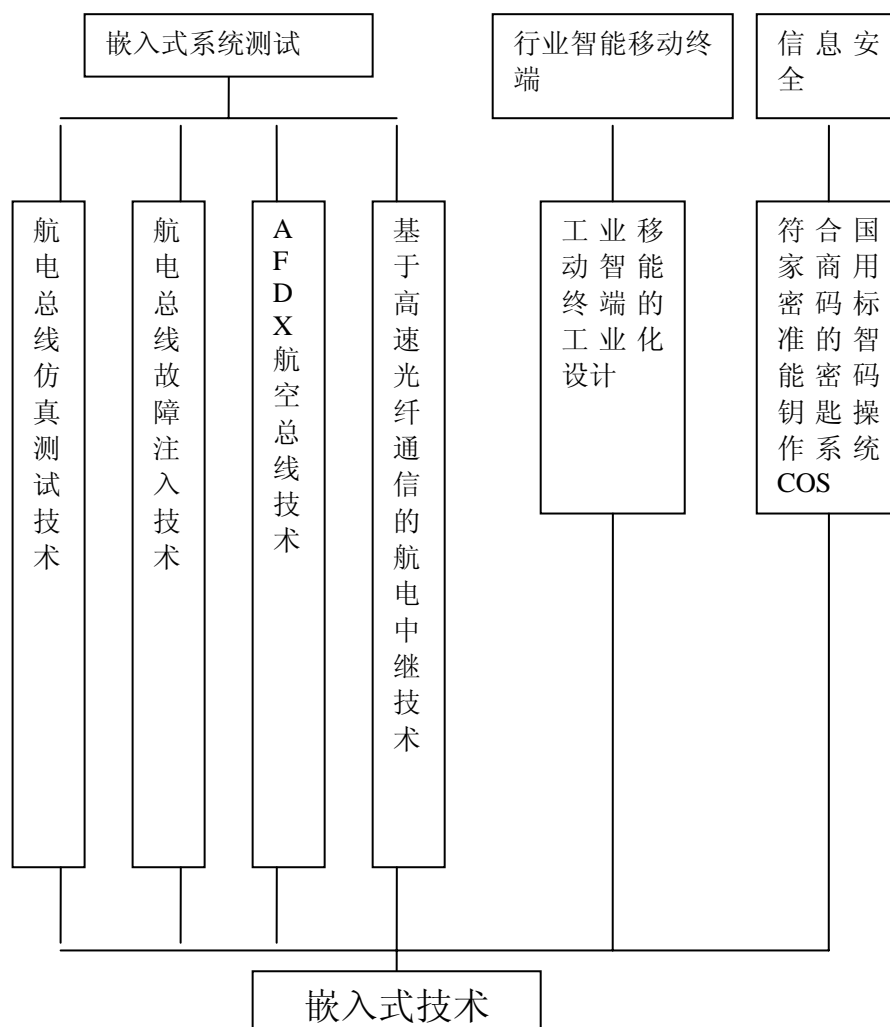 嵌入式系统测试
行业智能移动终
端
信息安
全
航电总线仿真测试技术
航电总线故障注入技术
AFDX航空总线技术
基于高速光纤通信的航电中继技术
工业移
动智能
终端的
工业化
设计
符合国
家商用
密码标
准的智
能密码
钥匙操
作系统
COS
嵌入式技术